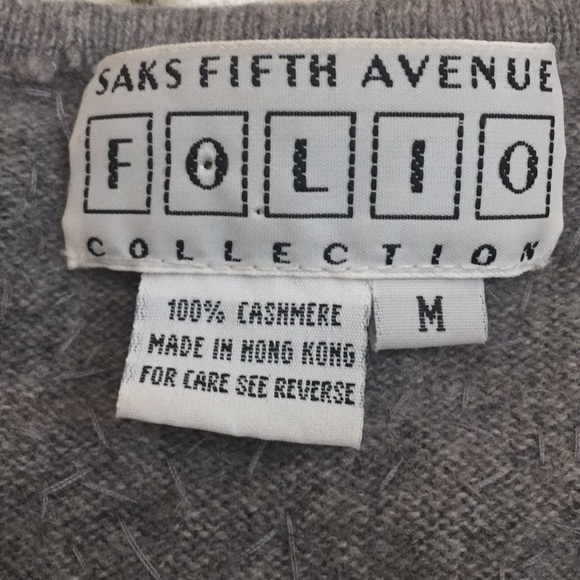 SAKS FIFTH AVENUE
FOLIO
COLLECTION
100% CASHMERE
MADE IN HONG KONG
FOR CARE SEE REVERSE
M